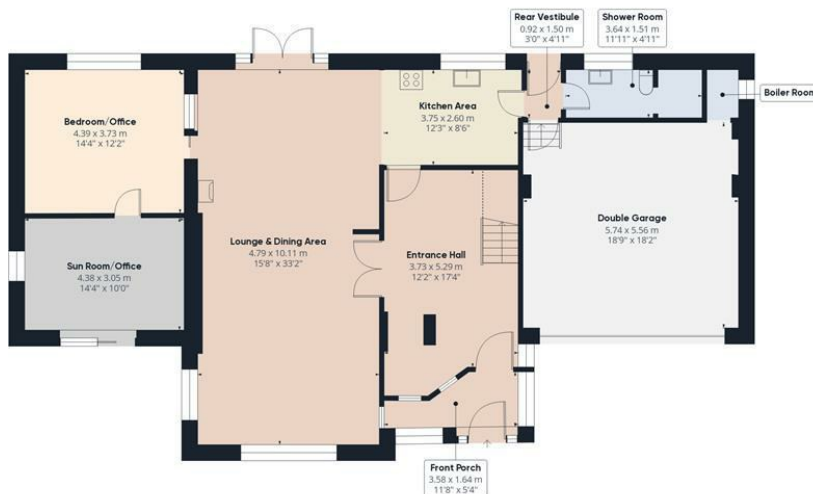 Rear Vestibule
0.92 x 1.50 m
3'0" x 4'11"
Shower Room
3.64 x 1.51 m
11'11" x 4'11"
Boiler Room
Kitchen Area
3.75 x 2.60 m
12'3" x 8'6"
Bedroom/Office
4.39 x 3.73 m
14'4" x 12'2"
Double Garage
5.74 x 5.56 m
18'9" x 18'2"
Lounge & Dining Area
4.79 x 10.11 m
15'8" x 33'2"
Entrance Hall
3.73 x 5.29 m
12'2" x 17'4"
Sun Room/Office
4.38 x 3.05 m
14'4" x 10'0"
Front Porch
3.58 x 1.64 m
11'8" x 5'4"